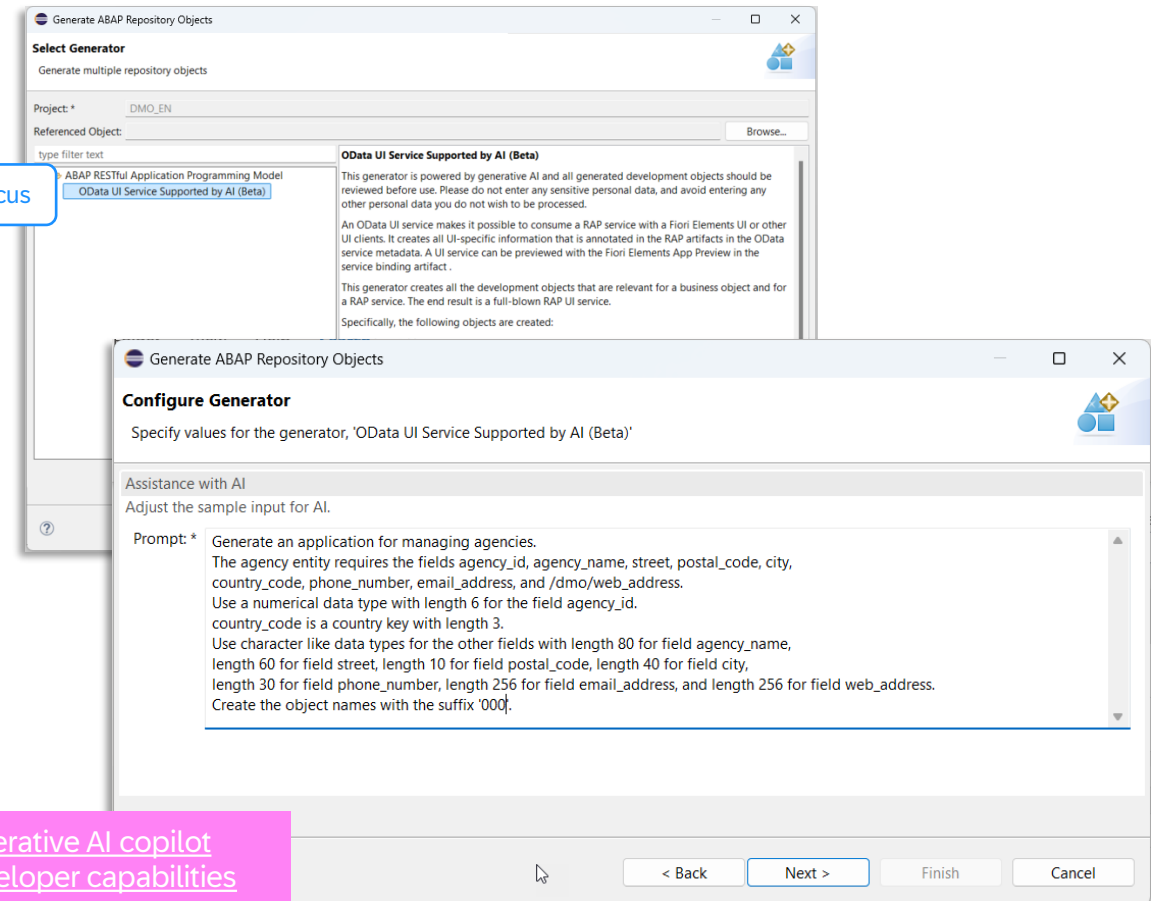 Generate ABAP Repository Objects
Select Generator
Generate multiple repository objects
Project: * DMO_EN
Referenced Object: Browse...
type filter text
ABAP RESTful Application Programming Model
OData UI Service Supported by AI (Beta)
OData UI Service Supported by AI (Beta)
This generator is powered by generative AI and all generated development objects should be
reviewed before use. Please do not enter any sensitive personal data, and avoid entering any
other personal data you do not wish to be processed.
An OData UI service makes it possible to consume a RAP service with a Fiori Elements UI or other
UI clients. It creates all UI-specific information that is annotated in the RAP artifacts in the OData
service metadata. A UI service can be previewed with the Fiori Elements App Preview in the
service binding artifact .
This generator creates all the development objects that are relevant for a business object and for
a RAP service. The end result is a full-blown RAP UI service.
Specifically, the following objects are created:
cus
Generate ABAP Repository Objects
Configure Generator
Specify values for the generator, 'OData UI Service Supported by AI (Beta)'
Assistance with AI
Adjust the sample input for AI.
Prompt: * Generate an application for managing agencies.
The agency entity requires the fields agency_id, agency_name, street, postal_code, city,
country_code, phone_number, email_address, and /dmo/web_address.
Use a numerical data type with length 6 for the field agency_id.
country_code is a country key with length 3.
Use character like data types for the other fields with length 80 for field agency_name,
length 60 for field street, length 10 for field postal_code, length 40 for field city,
length 30 for field phone_number, length 256 for field email_address, and length 256 for field web_address.
Create the object names with the suffix '000'.
erative AI copilot
eloper capabilities
< Back Next > Finish Cancel